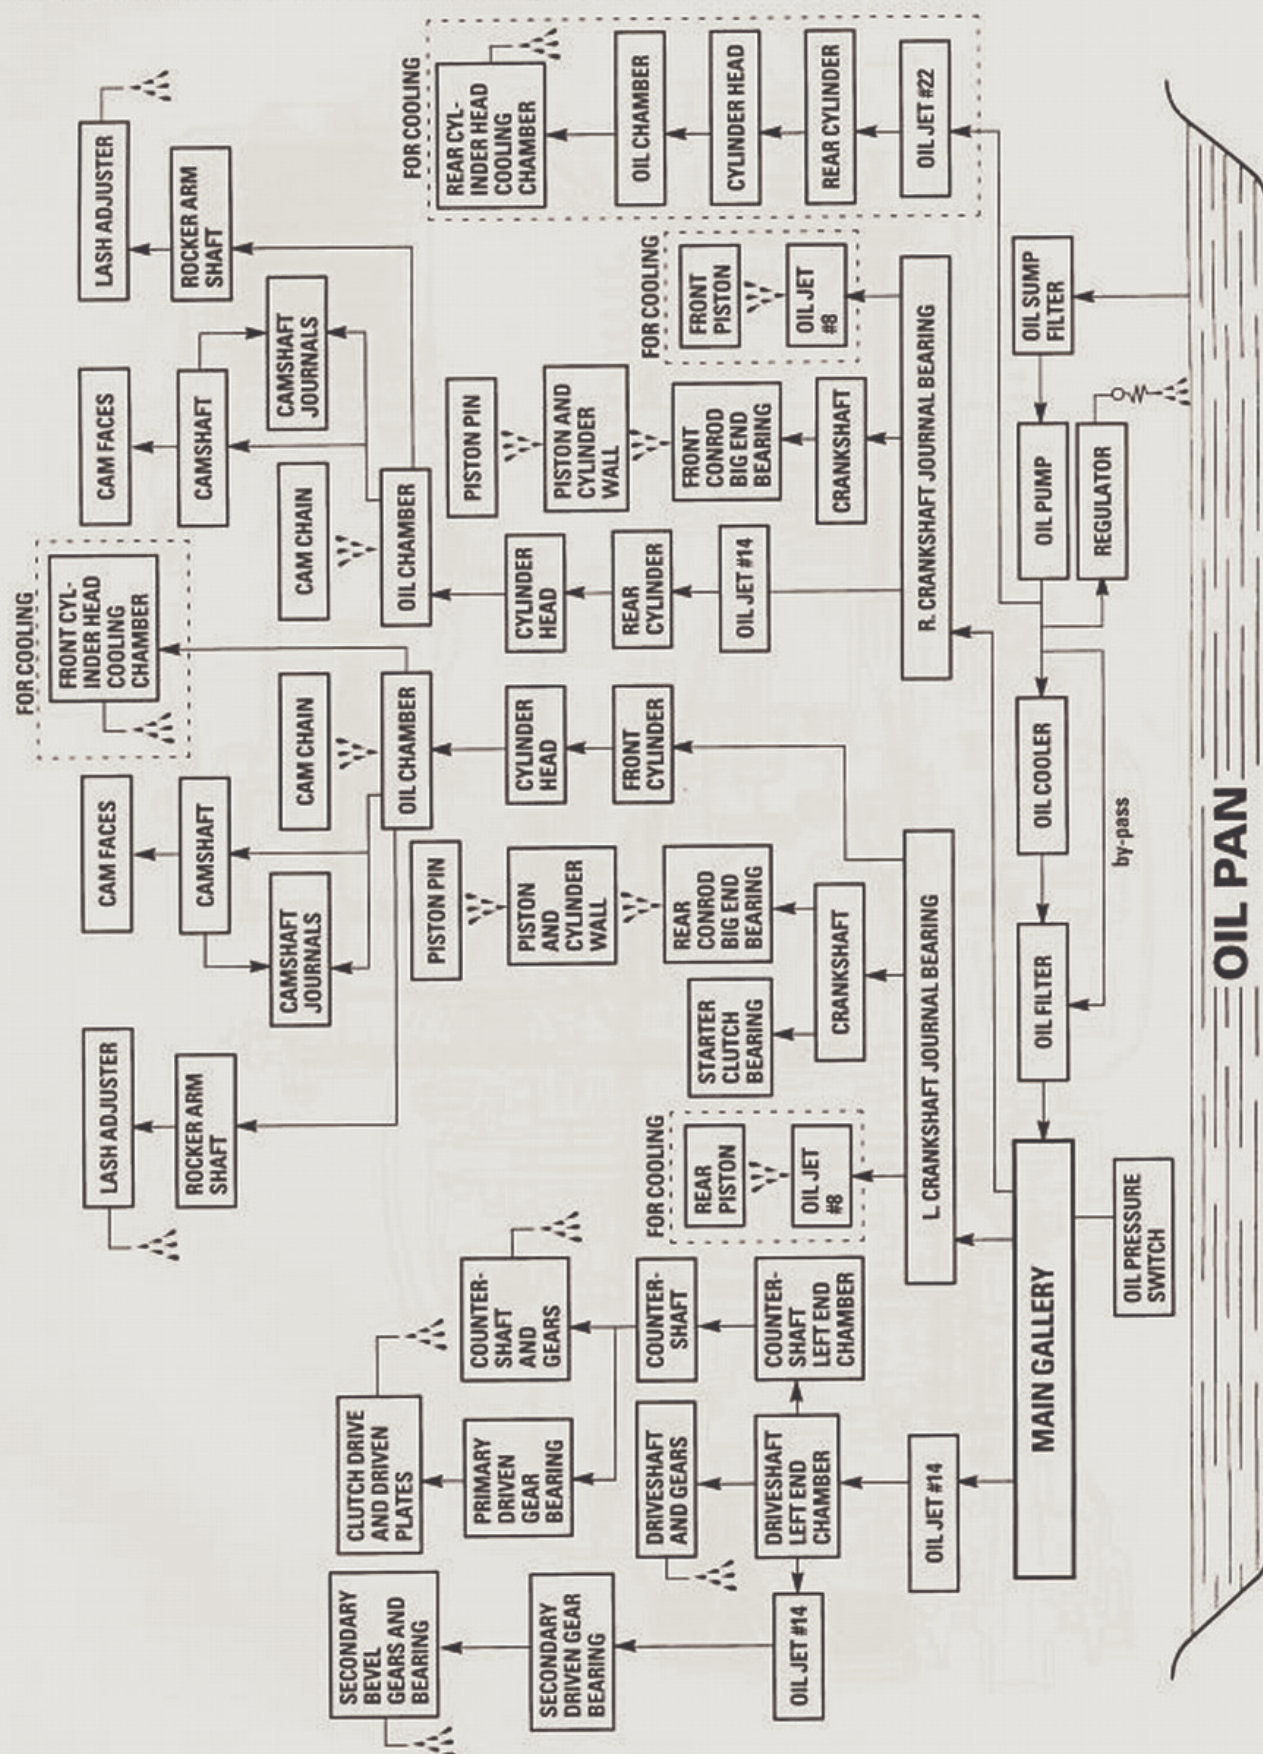 FOR COOLING
FRONT CYL-
INDER HEAD
COOLING
CHAMBER
LASH ADJUSTER
CAM FACES
CAM FACES
LASH ADJUSTER
ROCKER ARM
SHAFT
CAMSHAFT
CAMSHAFT
ROCKER ARM
SHAFT
CAMSHAFT
JOURNALS
CAM CHAIN
CAM CHAIN
CAMSHAFT
JOURNALS
SECONDARY
BEVEL
GEARS AND
BEARING
CLUTCH DRIVE
AND DRIVEN
PLATES
OIL CHAMBER
OIL CHAMBER
FOR COOLING
REAR CYL-
INDER HEAD
COOLING
CHAMBER
PISTON PIN
PISTON PIN
PRIMARY
DRIVEN
GEAR
BEARING
COUNTER-
SHAFT
AND
GEARS
PISTON
AND
CYLINDER
WALL
CYLINDER
HEAD
CYLINDER
HEAD
PISTON AND
CYLINDER
WALL
SECONDARY
DRIVEN GEAR
BEARING
FRONT
CYLINDER
REAR
CYLINDER
OIL CHAMBER
DRIVESHAFT
AND GEARS
COUNTER-
SHAFT
FOR COOLING
REAR
PISTON
STARTER
CLUTCH
BEARING
REAR
CONROD
BIG END
BEARING
FRONT
CONROD
BIG END
BEARING
FOR COOLING
FRONT
PISTON
CYLINDER HEAD
OIL JET #14
OIL JET #14
DRIVESHAFT
LEFT END
CHAMBER
COUNTER-
SHAFT
LEFT END
CHAMBER
OIL JET
#8
CRANKSHAFT
CRANKSHAFT
OIL JET
#8
REAR CYLINDER
OIL JET #14
L. CRANKSHAFT JOURNAL BEARING
R. CRANKSHAFT JOURNAL BEARING
OIL JET #22
MAIN GALLERY
OIL FILTER
OIL COOLER
OIL PUMP
OIL SUMP
FILTER
OIL PRESSURE
SWITCH
by-pass
REGULATOR
OIL PAN